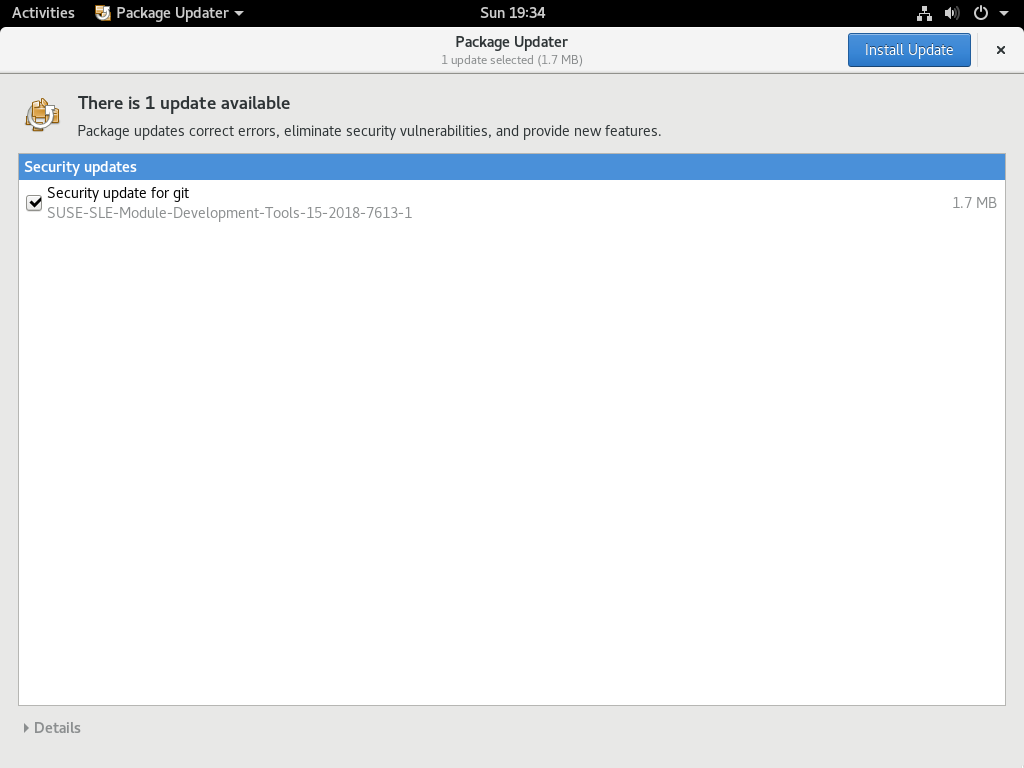 Activities Package Updater Sun 19:34
Package Updater
1 update selected (1.7 MB)
Install Update
There is 1 update available
Package updates correct errors, eliminate security vulnerabilities, and provide new features.
Security updates
Security update for git
SUSE-SLE-Module-Development-Tools-15-2018-7613-1
1.7 MB
Details